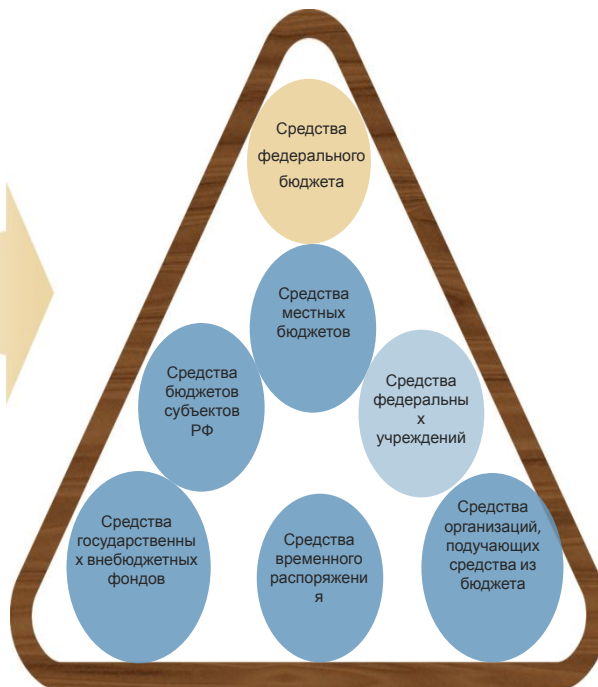 Средства
федерального
бюджета
Средства
местных
бюджетов
Средства
бюджетов
субъектов
РФ
Средства
федеральны
х
учреждений
Средства
государственны
х внебюджетных
фондов
Средства
временного
распоряжени
я
Средства
организаций,
подучающих
средства из
бюджета